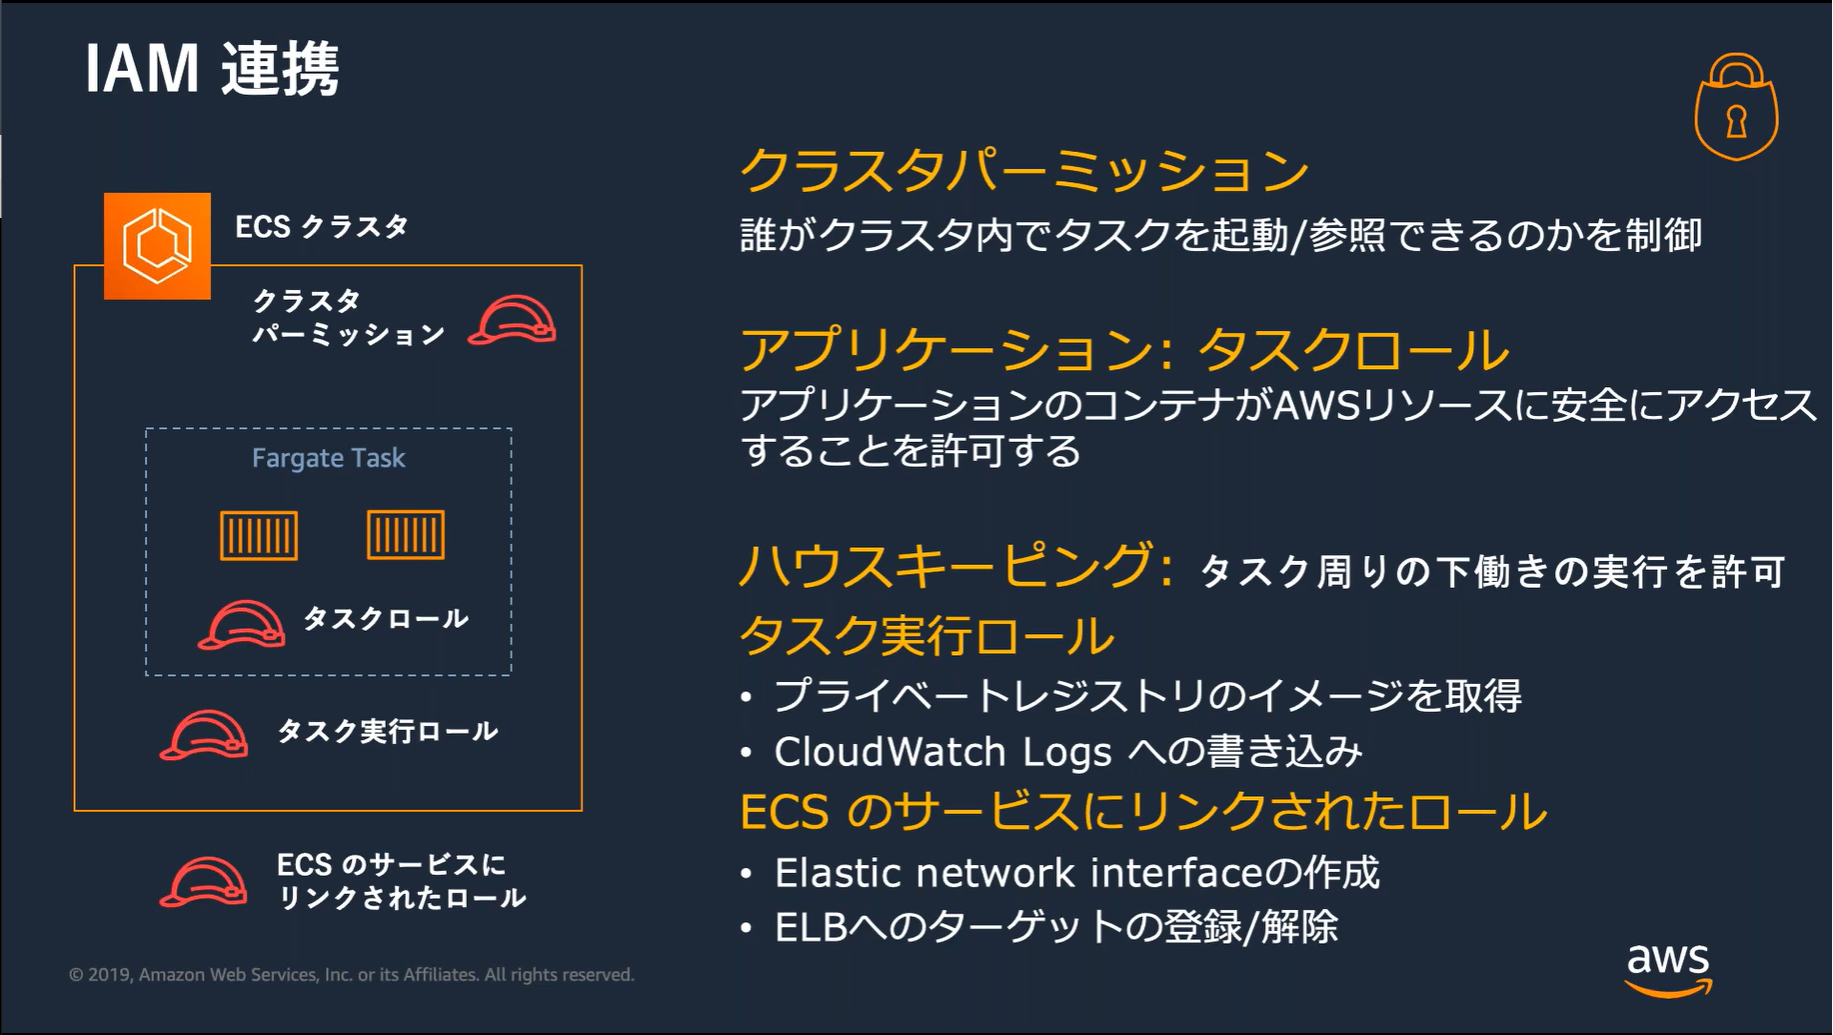 IAM 連携
ECS クラスタ
クラスタ
パーミッション
Fargate Task
タスクロール
タスク実行ロール
ECS のサービスに
リンクされたロール
クラスタパーミッション
誰がクラスタ内でタスクを起動/参照できるのかを制御
アプリケーション: タスクロール
アプリケーションのコンテナがAWSリソースに安全にアクセス
することを許可する
ハウスキーピング: タスク周りの下働きの実行を許可
タスク実行ロール
• プライベートレジストリのイメージを取得
• CloudWatch Logs への書き込み
ECS のサービスにリンクされたロール
• Elastic network interfaceの作成
• ELBへのターゲットの登録/解除
© 2019, Amazon Web Services, Inc. or its Affiliates. All rights reserved.
aws